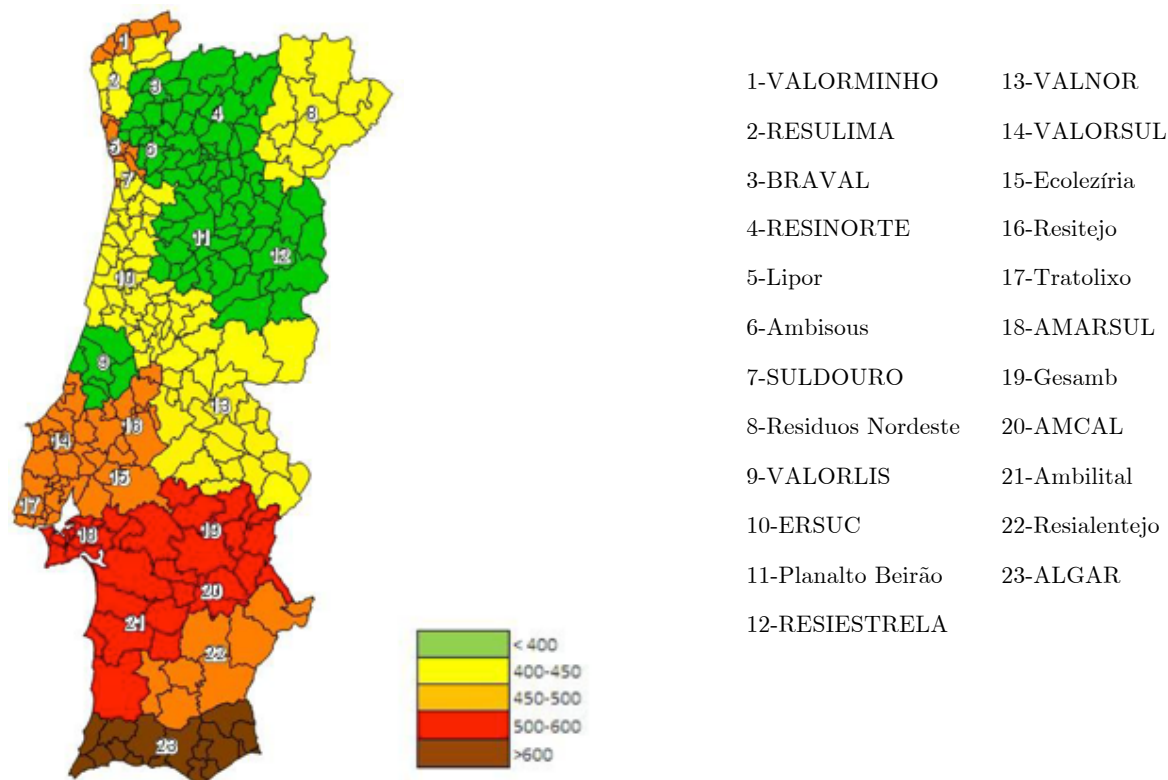 1
2
3
4
8
5
6
7
11
12
10
9
13
16
14
15
17
18
19
20
21
22
23
< 400
400-450
450-500
500-600
>600
1-VALORMINHO
2-RESULIMA
3-BRAVAL
4-RESINORTE
5-Lipor
6-Ambisous
7-SULDOURO
8-Residuos Nordeste
9-VALORLIS
10-ERSUC
11-Planalto Beirão
12-RESIESTRELA
13-VALNOR
14-VALORSUL
15-Ecolezíria
16-Resitejo
17-Tratolixo
18-AMARSUL
19-Gesamb
20-AMCAL
21-Ambilital
22-Resialentejo
23-ALGAR